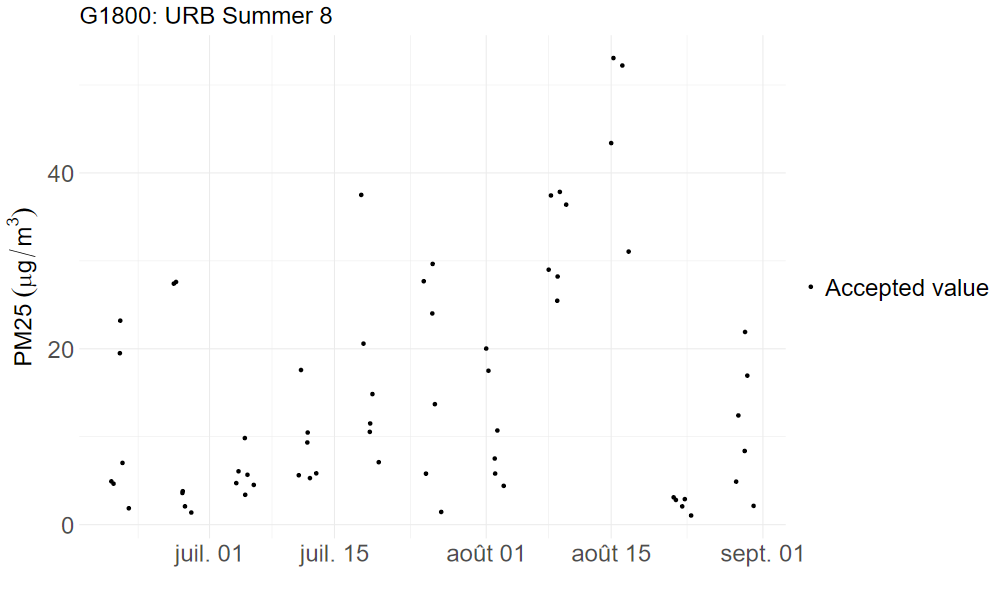 G1800: URB Summer 8
PM25 (μg/m³)
40
20
0
juil. 01
juil. 15
août 01
août 15
sept. 01
Accepted value